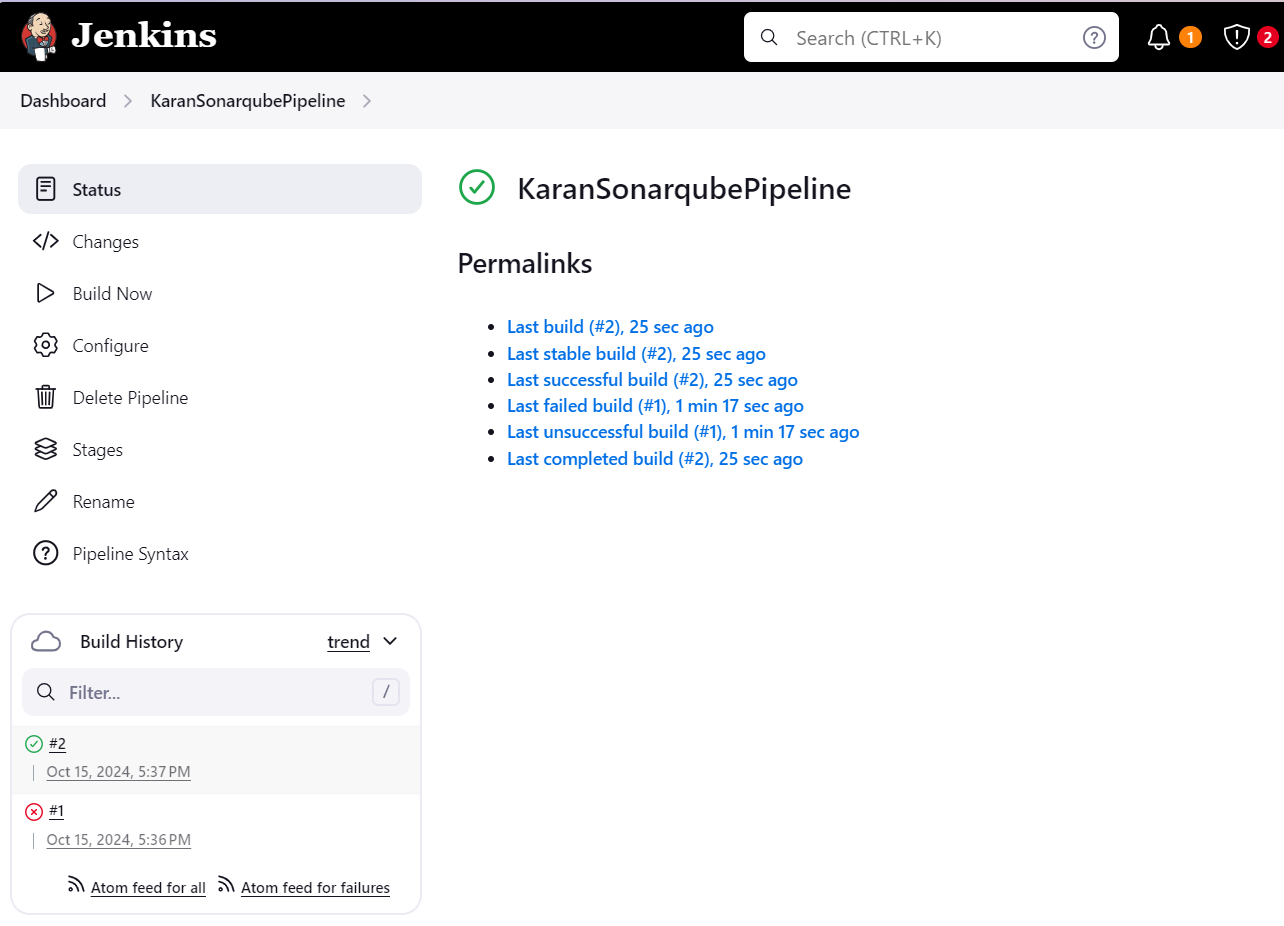 Jenkins
Search (CTRL+K)
?
1
2
Dashboard
KaranSonarqubePipeline
Status
Changes
Build Now
Configure
Delete Pipeline
Stages
Rename
Pipeline Syntax
KaranSonarqubePipeline
Permalinks
Last build (#2), 25 sec ago
Last stable build (#2), 25 sec ago
Last successful build (#2), 25 sec ago
Last failed build (#1), 1 min 17 sec ago
Last unsuccessful build (#1), 1 min 17 sec ago
Last completed build (#2), 25 sec ago
Build History
trend
Filter...
/
#2
Oct 15, 2024, 5:37 PM
#1
Oct 15, 2024, 5:36 PM
Atom feed for all
Atom feed for failures